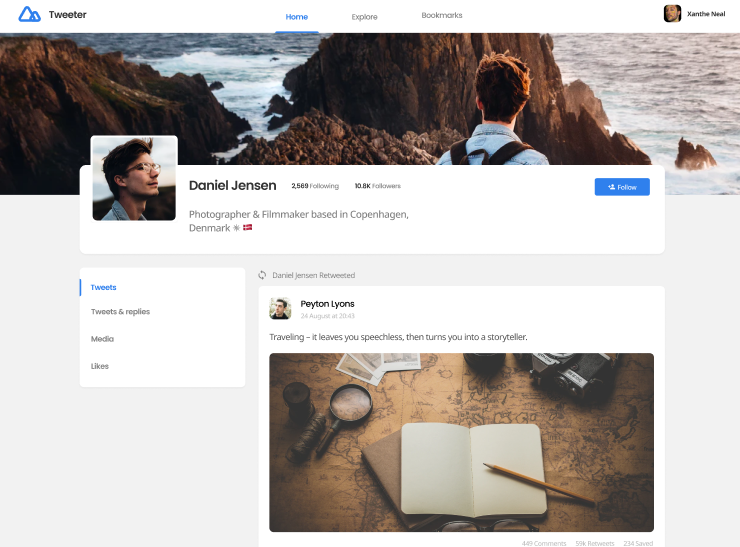 Tweeter
Home
Explore
Bookmarks
Xanthe Neal
Daniel Jensen
2,569 Following
10.8K Followers
Follow
Photographer & Filmmaker based in Copenhagen,
Denmark ☀ 🇩🇰
Tweets
Tweets & replies
Media
Likes
Daniel Jensen Retweeted
Peyton Lyons
24 August at 20:43
Traveling – it leaves you speechless, then turns you into a storyteller.
449 Comments
59k Retweets
234 Saved